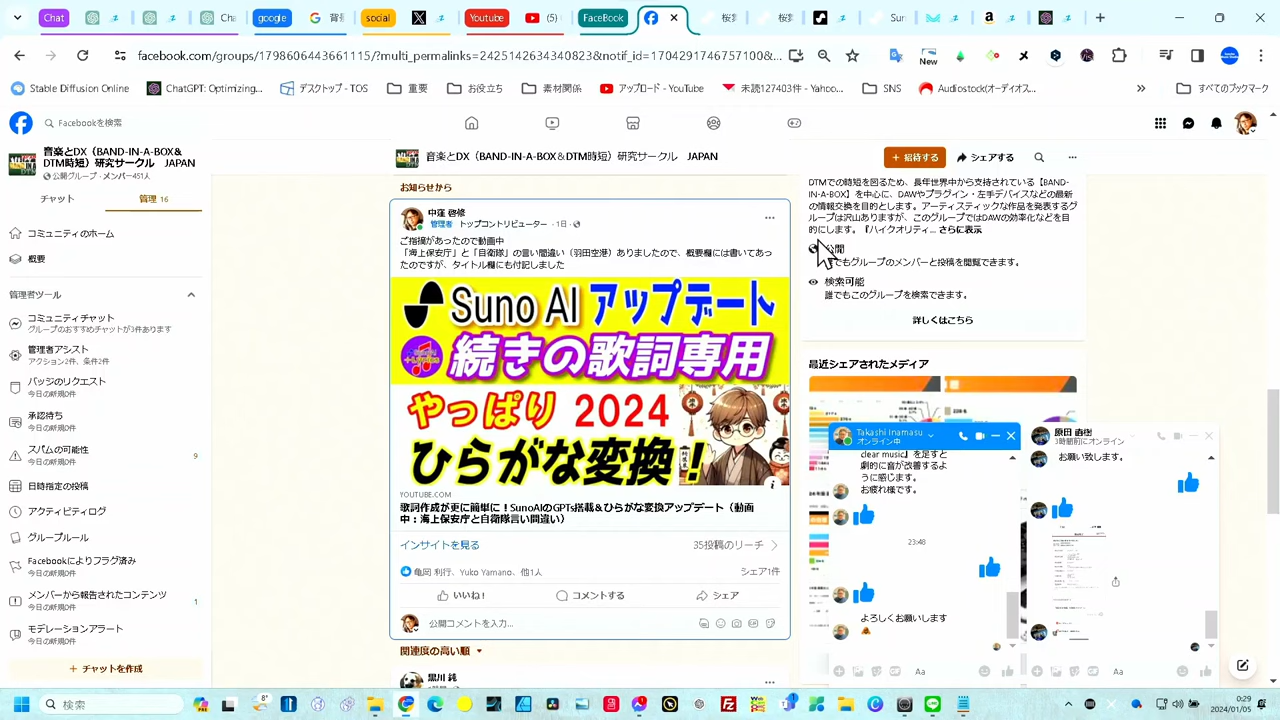 Chat
google
social
Youtube
(5)
FaceBook
facebook.com/groups/1798606443661115/?multi_permalinks=2425146434340823&notif_id=1704291746757100&...
New
Stable Diffusion Online
ChatGPT: Optimizing...
デスクトップ - TOS
重要
お役立ち
素材関係
アップロード - YouTube
未読127403件 - Yahoo...
SNS
Audiostock(オーディオス...
すべてのブックマーク
Facebookを検索
音楽とDX（BAND-IN-A-BOX&
DTM時短）研究サークル JAPAN
公開グループ・メンバー451人
チャット
管理 16
コミュニティのホーム
概要
管理者ツール
コミュニティチャット
グループのおすすめチャットが3件あります
管理者アシスト
アクション2件、条件2件
バッジのリクエスト
今日の新規0件
承認待ち
今日の新規0件
スパムの可能性
今日の新規0件
9
日時指定の投稿
アクティビティログ
グループルール
Facebookによりフラグ済み
今日の新規0件
メンバーから報告されたコンテンツ
今日の新規0件
1
今日の新規0件
+ チャットを作成
音楽とDX（BAND-IN-A-BOX＆DTM時短）研究サークル JAPAN
+ 招待する
シェアする
お知らせから
中窪 啓修
管理者 トップコントリビューター・1日・
ご指摘があったので動画中
「海上保安庁」と「自衛隊」の言い間違い（羽田空港）ありましたので、概要欄には書いてあっ
たのですが、タイトル欄にも付記しました
Suno AI アップデート
続きの歌詞専用
やっぱり 2024
ひらがな変換！
YOUTUBE.COM
歌詞作成が更に簡単に！SunoAIのGPTs搭載&ひらがな変換アップデート（動画
中：海上保安庁と自衛隊言い間違い）
インサイトを見る
35投稿のリーチ
亀岡 利行、Yuko Yamano、他1人
シェア1件
いいね！
コメントする
シェア
公開コメントを入力...
関連度の高い順
黒川 純
DTMでの時短を図るため、長年世界中から支持されている【BAND-
IN-A-BOX】を中心に、DAWやプラグイン・左手デバイスなどの最新
の情報交換を目的とします。アーティスティックな作品を発表するグ
ループは沢山ありますが、このグループではDAWの効率化などを目
的にします。『ハイクオリティ... さらに表示
公開
でもグループのメンバーと投稿を閲覧できます。
検索可能
誰でもこのグループを検索できます。
詳しくはこちら
最近シェアされたメディア
Takashi Inamasu
オンライン中
clear music』を足すと
劇的に音が改善するよ
うに感じます。
お疲れ様です。
23:48
よろしくお願いします
Aa
原田 直樹
3時間前にオンライン
お願い致します。
Aa
検索
8°
0:29
2024/01/05